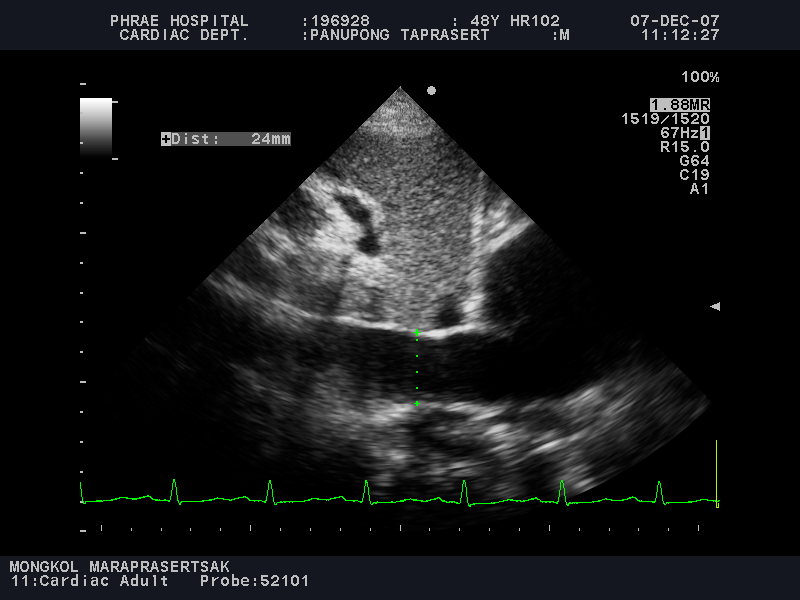 PHRAE HOSPITAL :196928 : 48Y HR102 07-DEC-07
CARDIAC DEPT. :PANUPONG TAPRASERT :M 11:12:27
100%
+Dist: 24mm
1.88MR
1519/1520
67Hz1
R15.0
G64
C19
A1
MONGKOL MARAPRASERTSAK
11:Cardiac Adult Probe:52101